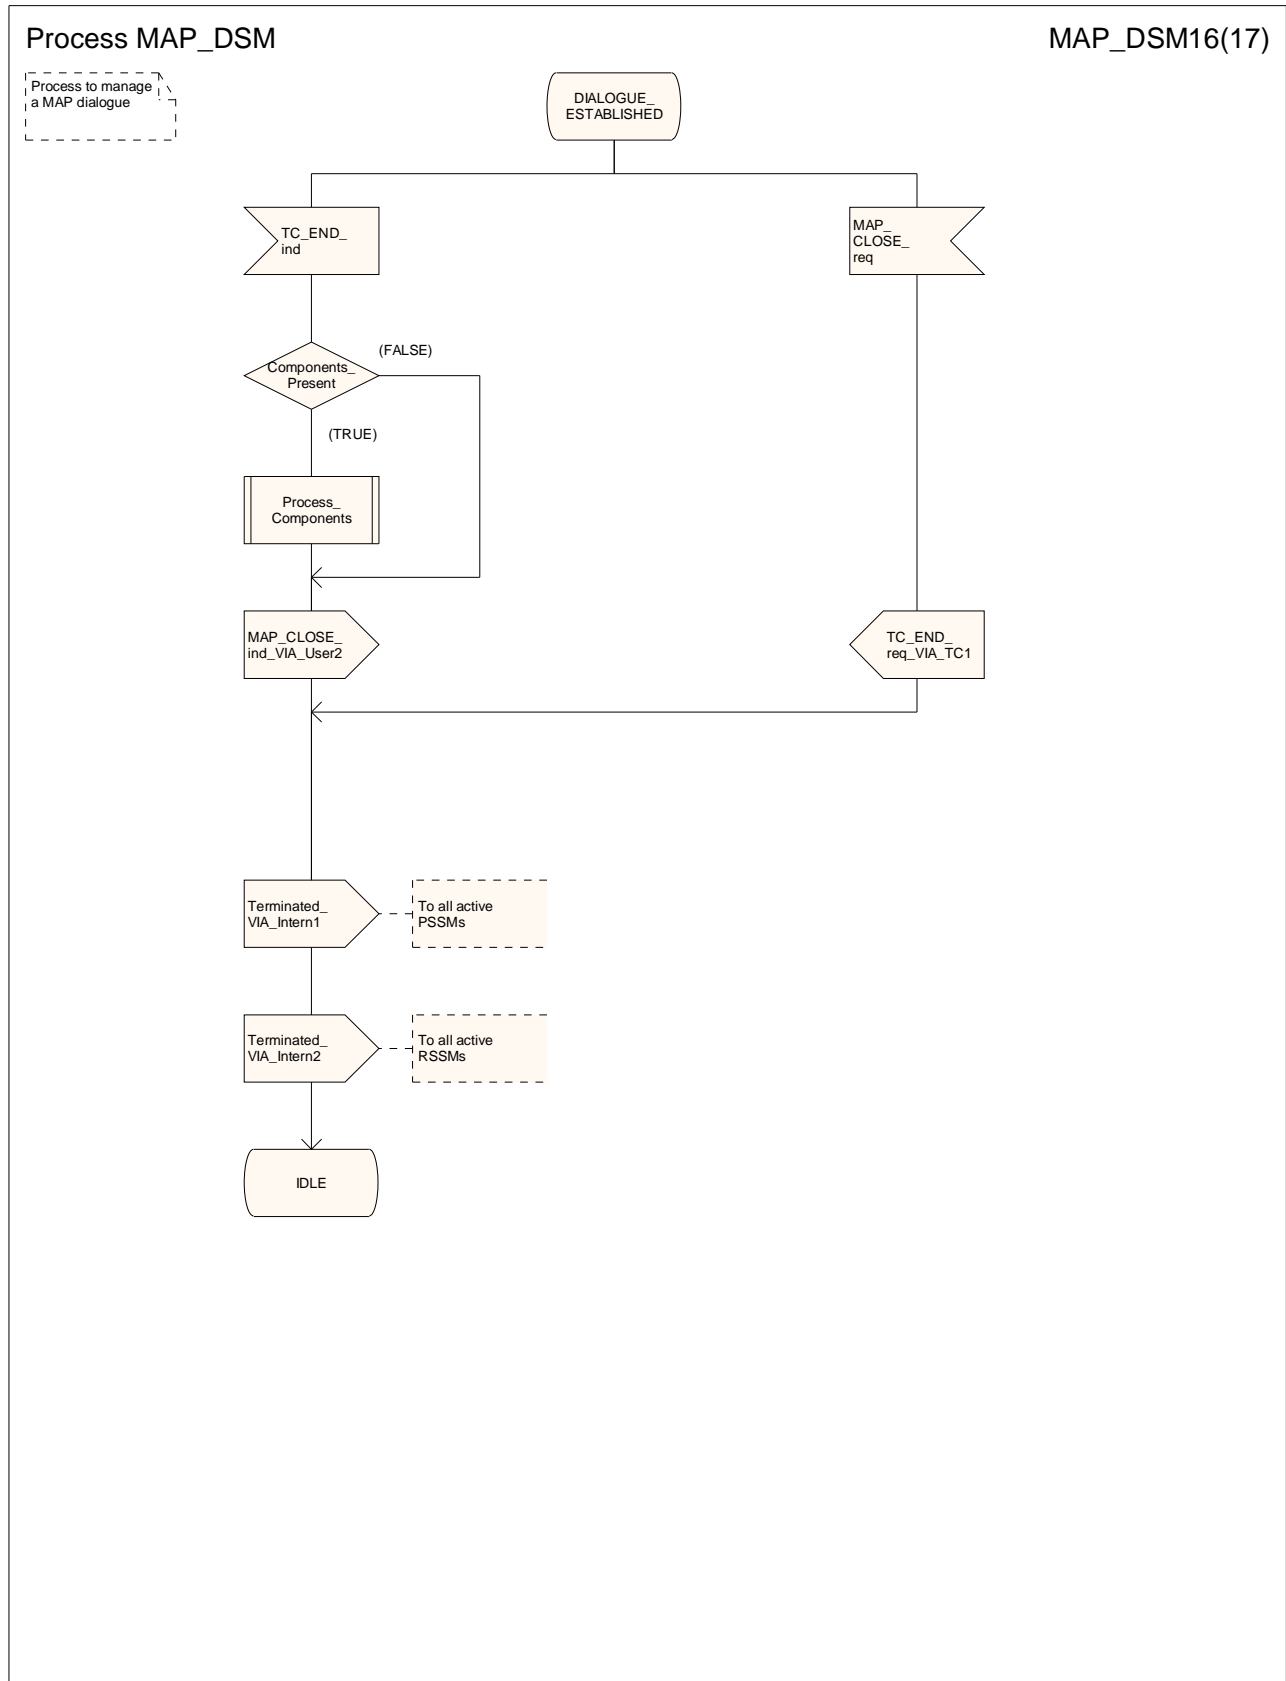 Process MAP_DSM
MAP_DSM16(17)
Process to manage
a MAP dialogue
DIALOGUE_
ESTABLISHED
TC_END_
ind
MAP_
CLOSE_
req
(FALSE)
Components_
Present
(TRUE)
Process_
Components
MAP_CLOSE_
ind_VIA_User2
TC_END_
req_VIA_TC1
Terminated_
VIA_Intern1
To all active
PSSMs
Terminated_
VIA_Intern2
To all active
RSSMs
IDLE